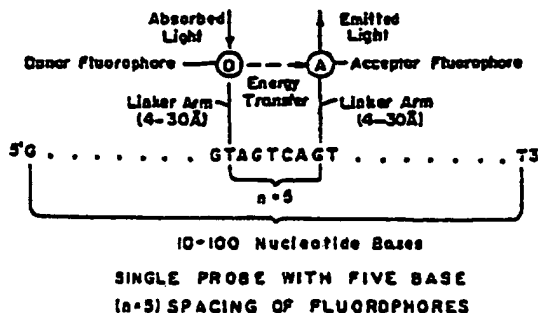 Absorbed Light
Emitted Light
Donor Fluorophore
D
A
Acceptor Fluorophore
Energy Transfer
Linker Arm (4-30Å)
Linker Arm (4-30Å)
5'G . . . . . . . GTAGTCAGT . . . . . . . T3
n=5
10-100 Nucleotide Bases
SINGLE PROBE WITH FIVE BASE
(n=5) SPACING OF FLUOROPHORES